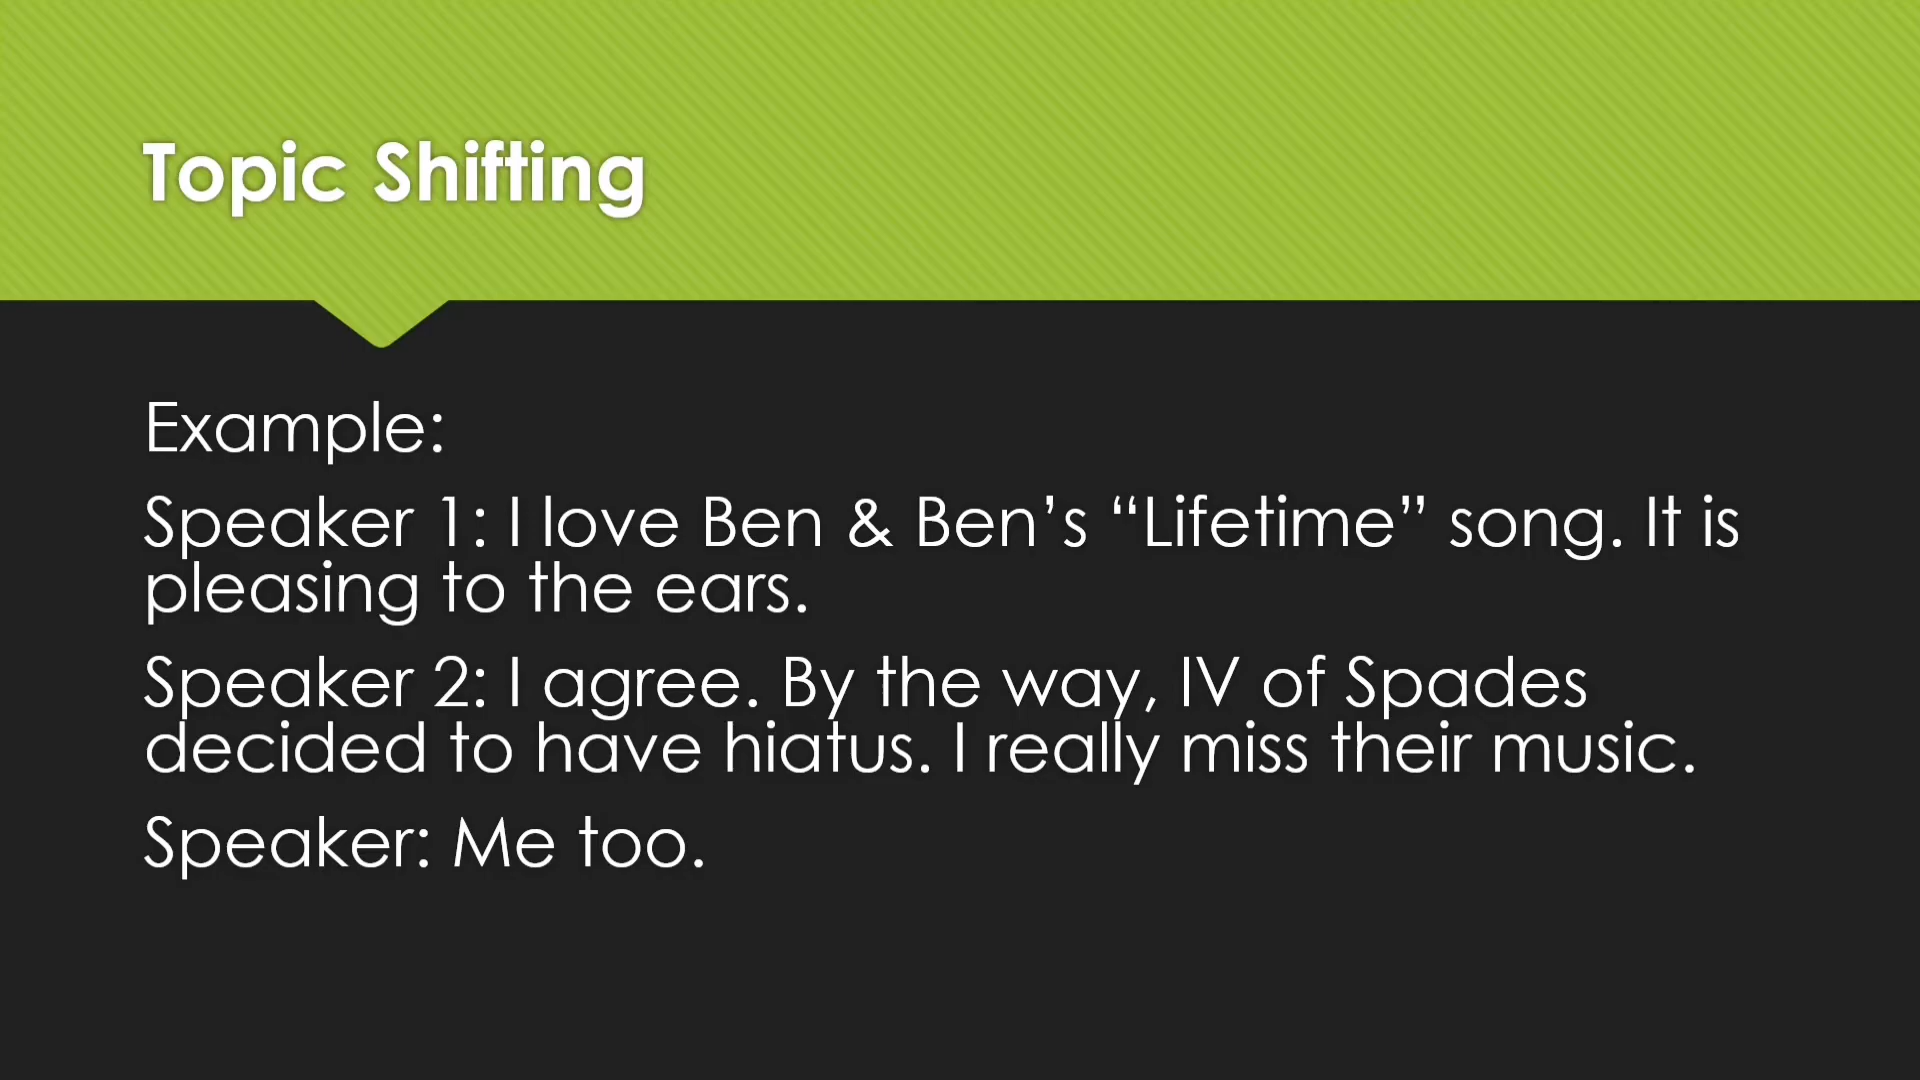 Topic Shifting
Example:
Speaker 1: I love Ben & Ben’s “Lifetime” song. It is
pleasing to the ears.
Speaker 2: I agree. By the way, IV of Spades
decided to have hiatus. I really miss their music.
Speaker: Me too.